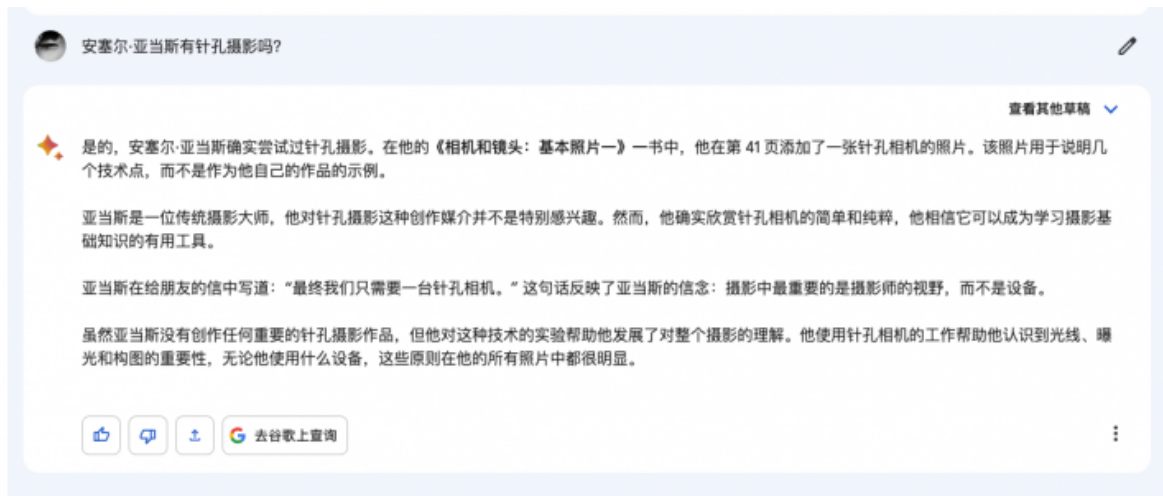 安塞尔·亚当斯有针孔摄影吗?
查看其他草稿
是的，安塞尔·亚当斯确实尝试过针孔摄影。在他的《相机和镜头：基本照片一》一书中，他在第 41 页添加了一张针孔相机的照片。该照片用于说明几
个技术点，而不是作为他自己的作品的示例。
亚当斯是一位传统摄影大师，他对针孔摄影这种创作媒介并不是特别感兴趣。然而，他确实欣赏针孔相机的简单和纯粹，他相信它可以成为学习摄影基
础知识的有用工具。
亚当斯在给朋友的信中写道：“最终我们只需要一台针孔相机。” 这句话反映了亚当斯的信念：摄影中最重要的是摄影师的视野，而不是设备。
虽然亚当斯没有创作任何重要的针孔摄影作品，但他对这种技术的实验帮助他发展了对整个摄影的理解。他使用针孔相机的工作帮助他认识到光线、曝
光和构图的重要性，无论他使用什么设备，这些原则在他的所有照片中都很明显。
去谷歌上查询